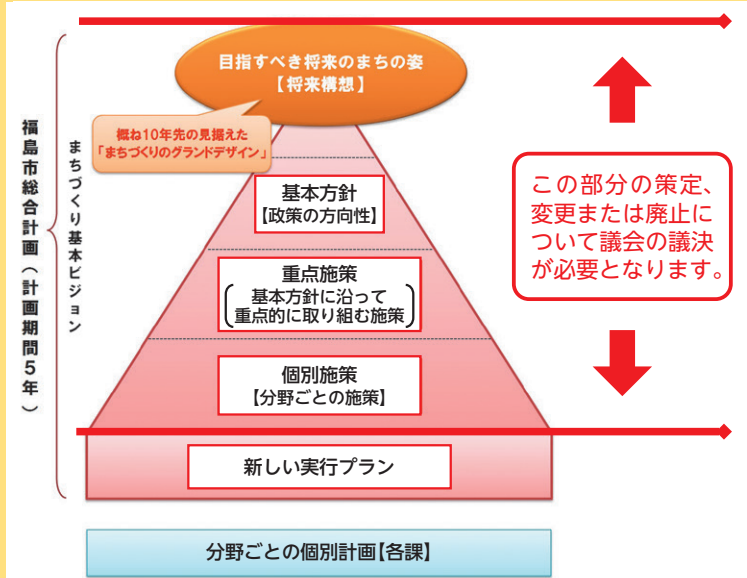 目指すべき将来のまちの姿
【将来構想】
概ね10年先の見据えた
「まちづくりのグランドデザイン」
福島市総合計画（計画期間5年）
まちづくり基本ビジョン
基本方針
【政策の方向性】
重点施策
（基本方針に沿って
重点的に取り組む施策）
個別施策
【分野ごとの施策】
新しい実行プラン
分野ごとの個別計画【各課】
この部分の策定、
変更または廃止に
ついて議会の議決
が必要となります。